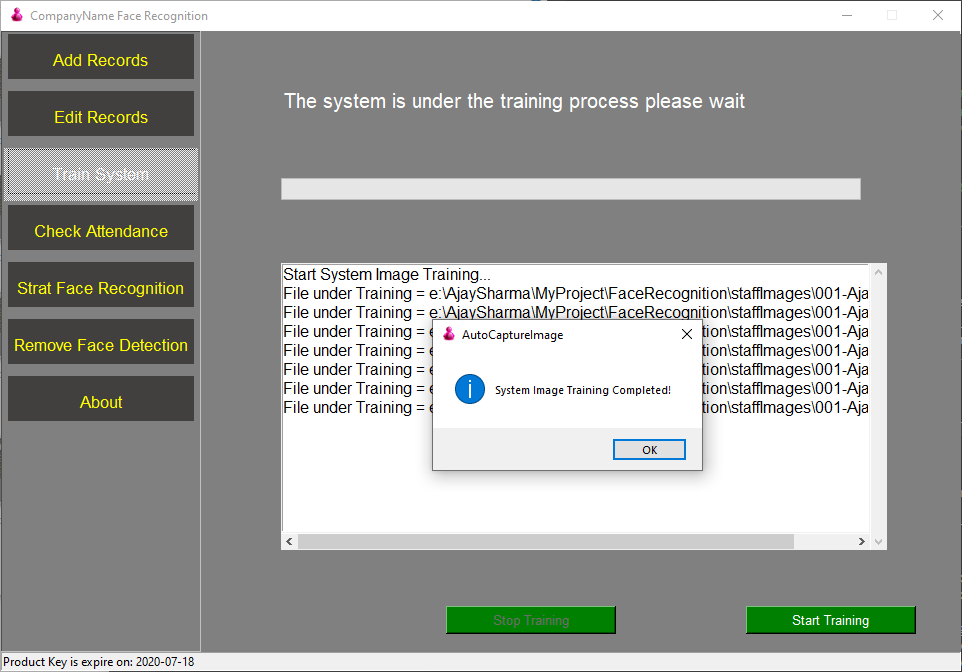 CompanyName Face Recognition
Add Records
Edit Records
Train System
Check Attendance
Strat Face Recognition
Remove Face Detection
About
The system is under the training process please wait
Start System Image Training...
File under Training = e:\AjaySharma\MyProject\FaceRecognition\staffImages\001-Aja
File under Training = e:\AjaySharma\MyProject\FaceRecognition\staffImages\001-Aja
File under Training = e tion\staffImages\001-Aja
File under Training = e tion\staffImages\001-Aja
File under Training = e tion\staffImages\001-Aja
File under Training = e tion\staffImages\001-Aja
File under Training = e tion\staffImages\001-Aja
AutoCaptureImage
System Image Training Completed!
OK
Stop Training
Start Training
Product Key is expire on: 2020-07-18